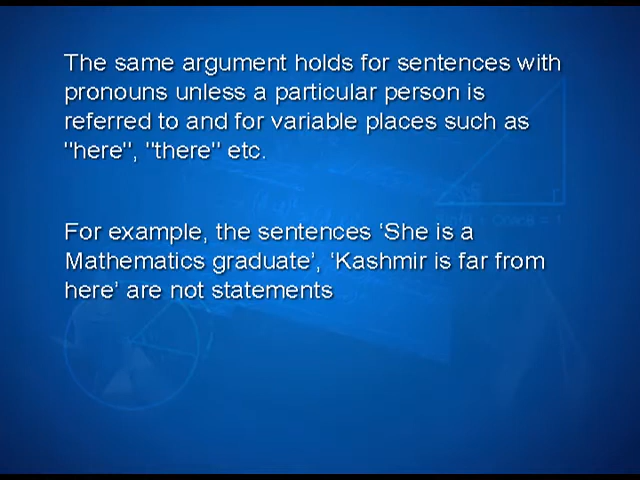 The same argument holds for sentences with
pronouns unless a particular person is
referred to and for variable places such as
"here", "there" etc.
For example, the sentences ‘She is a
Mathematics graduate’, ‘Kashmir is far from
here’ are not statements